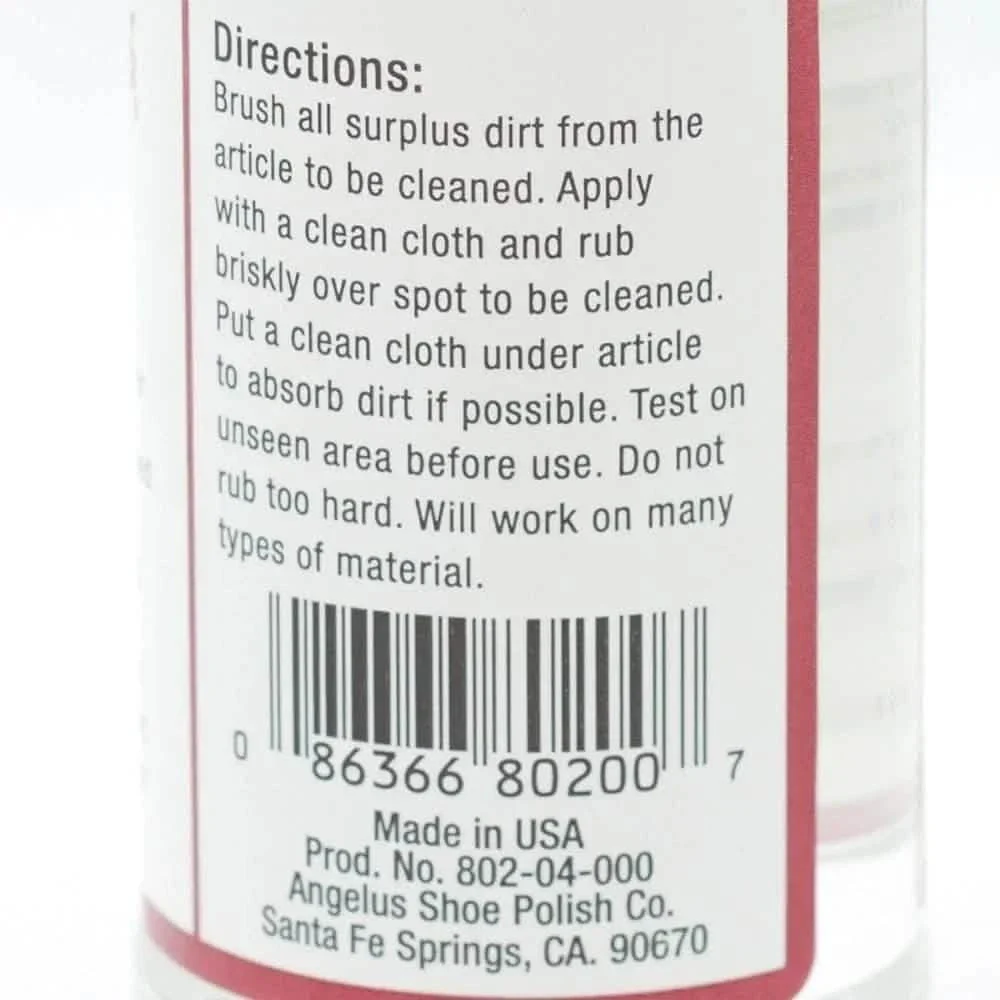 Directions:
Brush all surplus dirt from the
article to be cleaned. Apply
with a clean cloth and rub
briskly over spot to be cleaned.
Put a clean cloth under article
to absorb dirt if possible. Test on
unseen area before use. Do not
rub too hard. Will work on many
types of material.
0 86366 80200 7
Made in USA
Prod. No. 802-04-000
Angelus Shoe Polish Co.
Santa Fe Springs, CA. 90670